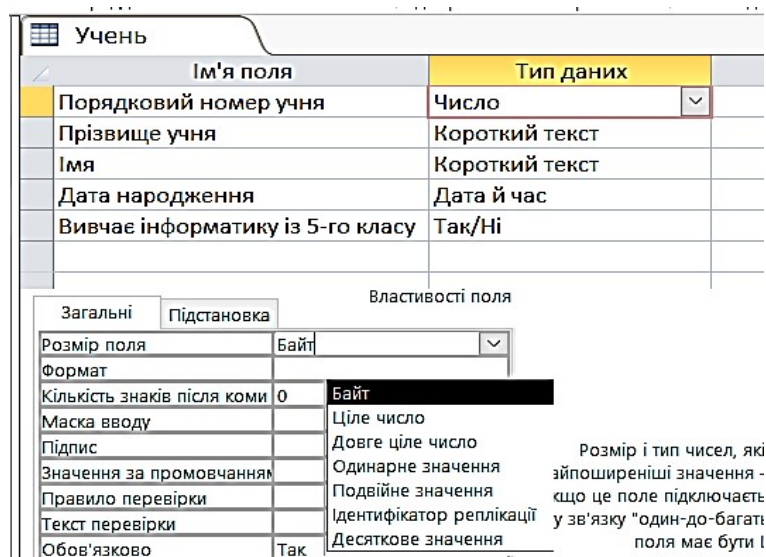 Учень
Ім'я поля Тип даних
Порядковий номер учня Число
Прізвище учня Короткий текст
Імя Короткий текст
Дата народження Дата й час
Вивчає інформатику із 5-го класу Так/Ні
Властивості поля
Загальні Підстановка
Розмір поля Байт
Формат
Кількість знаків після коми 0
Маска вводу
Підпис
Значення за промовчанням
Правило перевірки
Текст перевірки
Обов'язково Так
Байт
Ціле число
Довге ціле число
Одинарне значення
Подвійне значення
Ідентифікатор реплікації
Десяткове значення
Розмір і тип чисел, які
айпоширеніші значення –
кщо це поле підключаєть
у зв'язку "один-до-багать
поля має бути